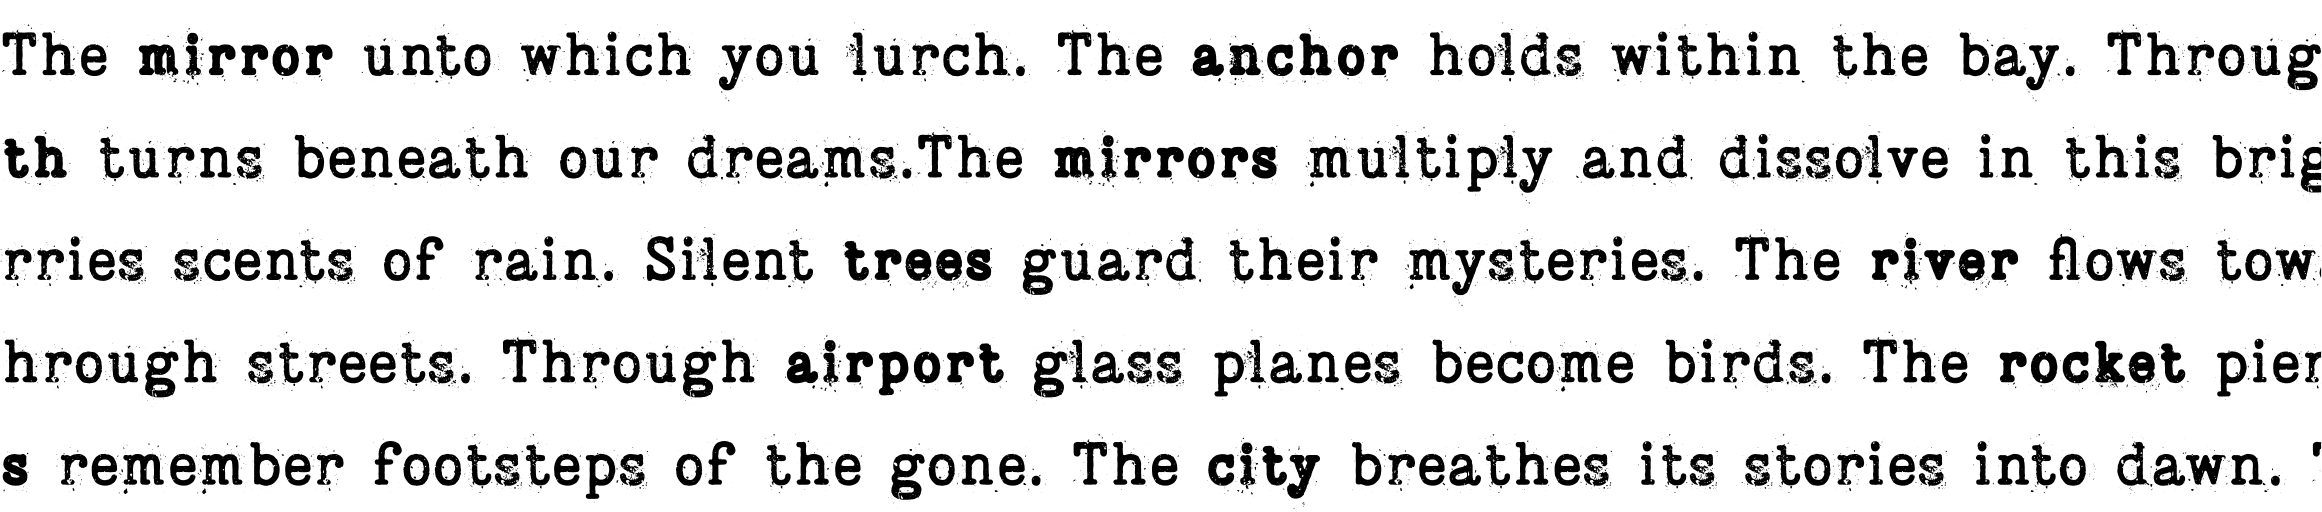 The mirror unto which you lurch. The anchor holds within the bay. Throug
th turns beneath our dreams.The mirrors multiply and dissolve in this brig
rries scents of rain. Silent trees guard their mysteries. The river flows tow
hrough streets. Through airport glass planes become birds. The rocket pier
s remember footsteps of the gone. The city breathes its stories into dawn.